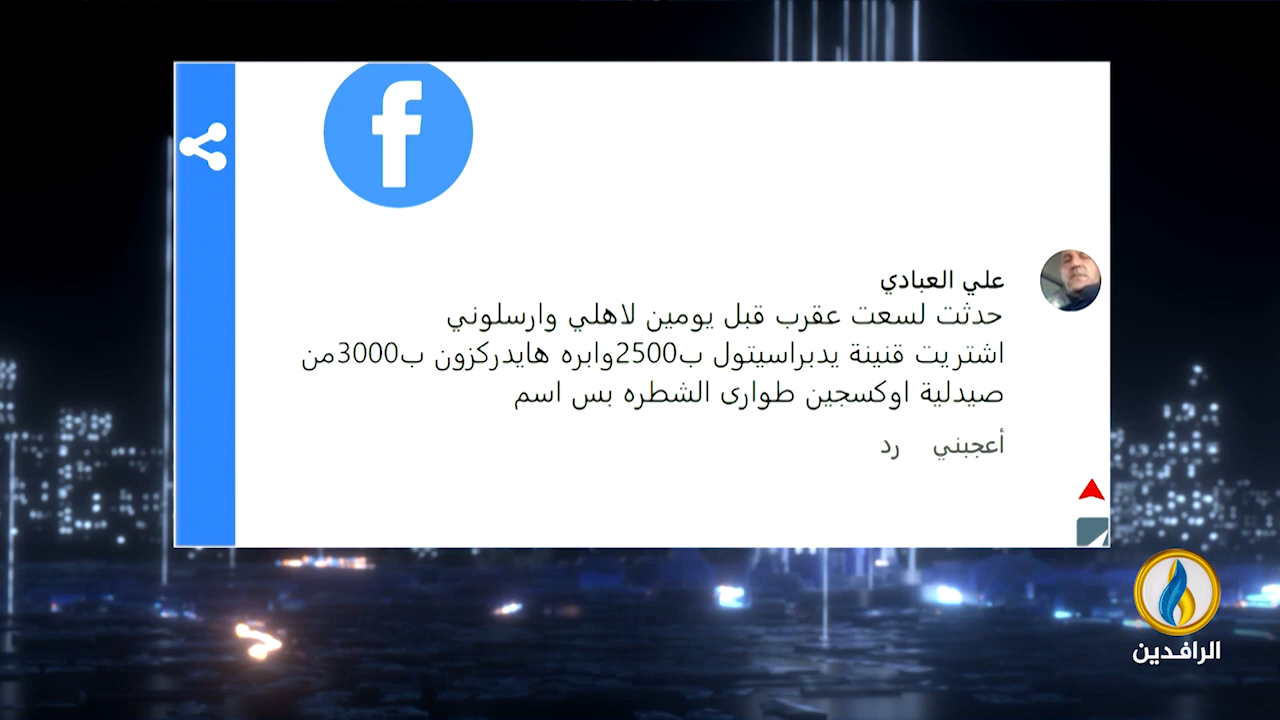 f
علي العبادي
حدثت لسعت عقرب قبل يومين لاهلي وارسلوني
اشتريت قنينة يدبراسيتول ب2500وابره هايدركزون ب3000من
صيدلية اوكسجين طوارى الشطره بس اسم
أعجبني رد
الرافدين